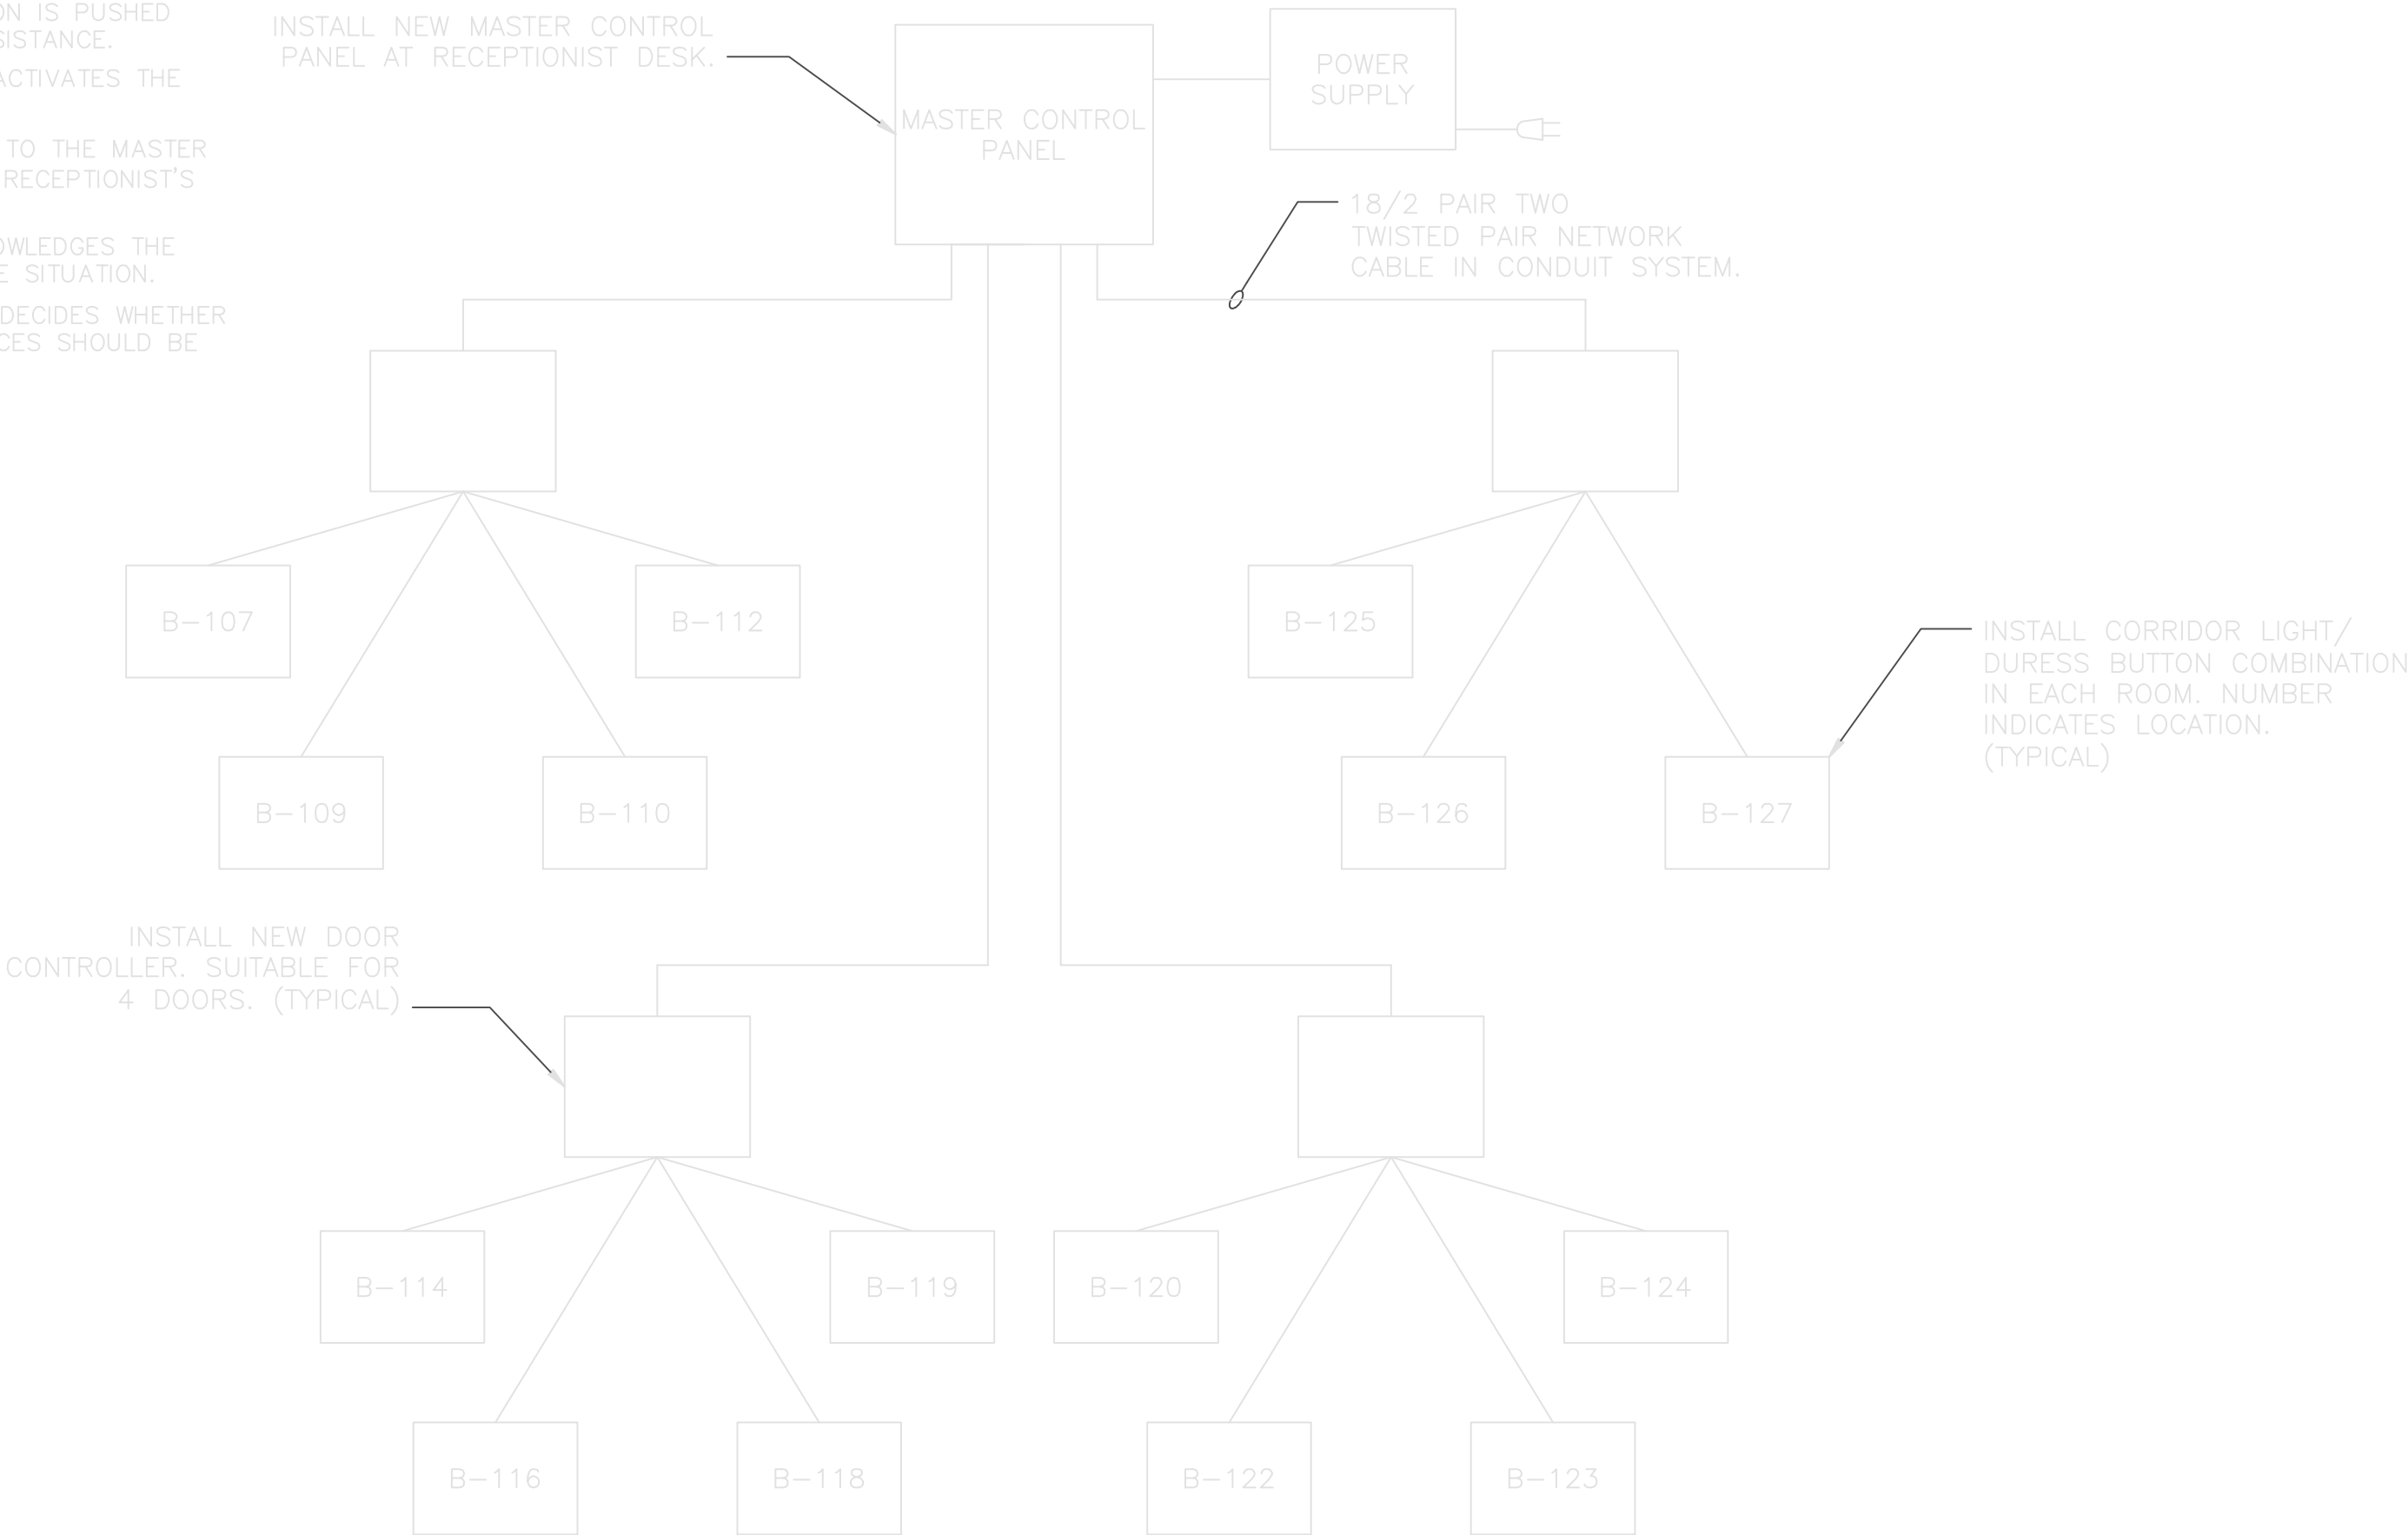 N IS PUSHED
SISTANCE.
ACTIVATES THE
TO THE MASTER
RECEPTIONIST'S
OWLEDGES THE
E SITUATION.
DECIDES WHETHER
CES SHOULD BE
INSTALL NEW MASTER CONTROL
PANEL AT RECEPTIONIST DESK.
MASTER CONTROL
PANEL
POWER
SUPPLY
18/2 PAIR TWO
TWISTED PAIR NETWORK
CABLE IN CONDUIT SYSTEM.
B-107
B-112
B-125
B-109
B-110
B-126
B-127
INSTALL CORRIDOR LIGHT/
DURESS BUTTON COMBINATION
IN EACH ROOM. NUMBER
INDICATES LOCATION.
(TYPICAL)
INSTALL NEW DOOR
CONTROLLER. SUITABLE FOR
4 DOORS. (TYPICAL)
B-114
B-119
B-120
B-124
B-116
B-118
B-122
B-123